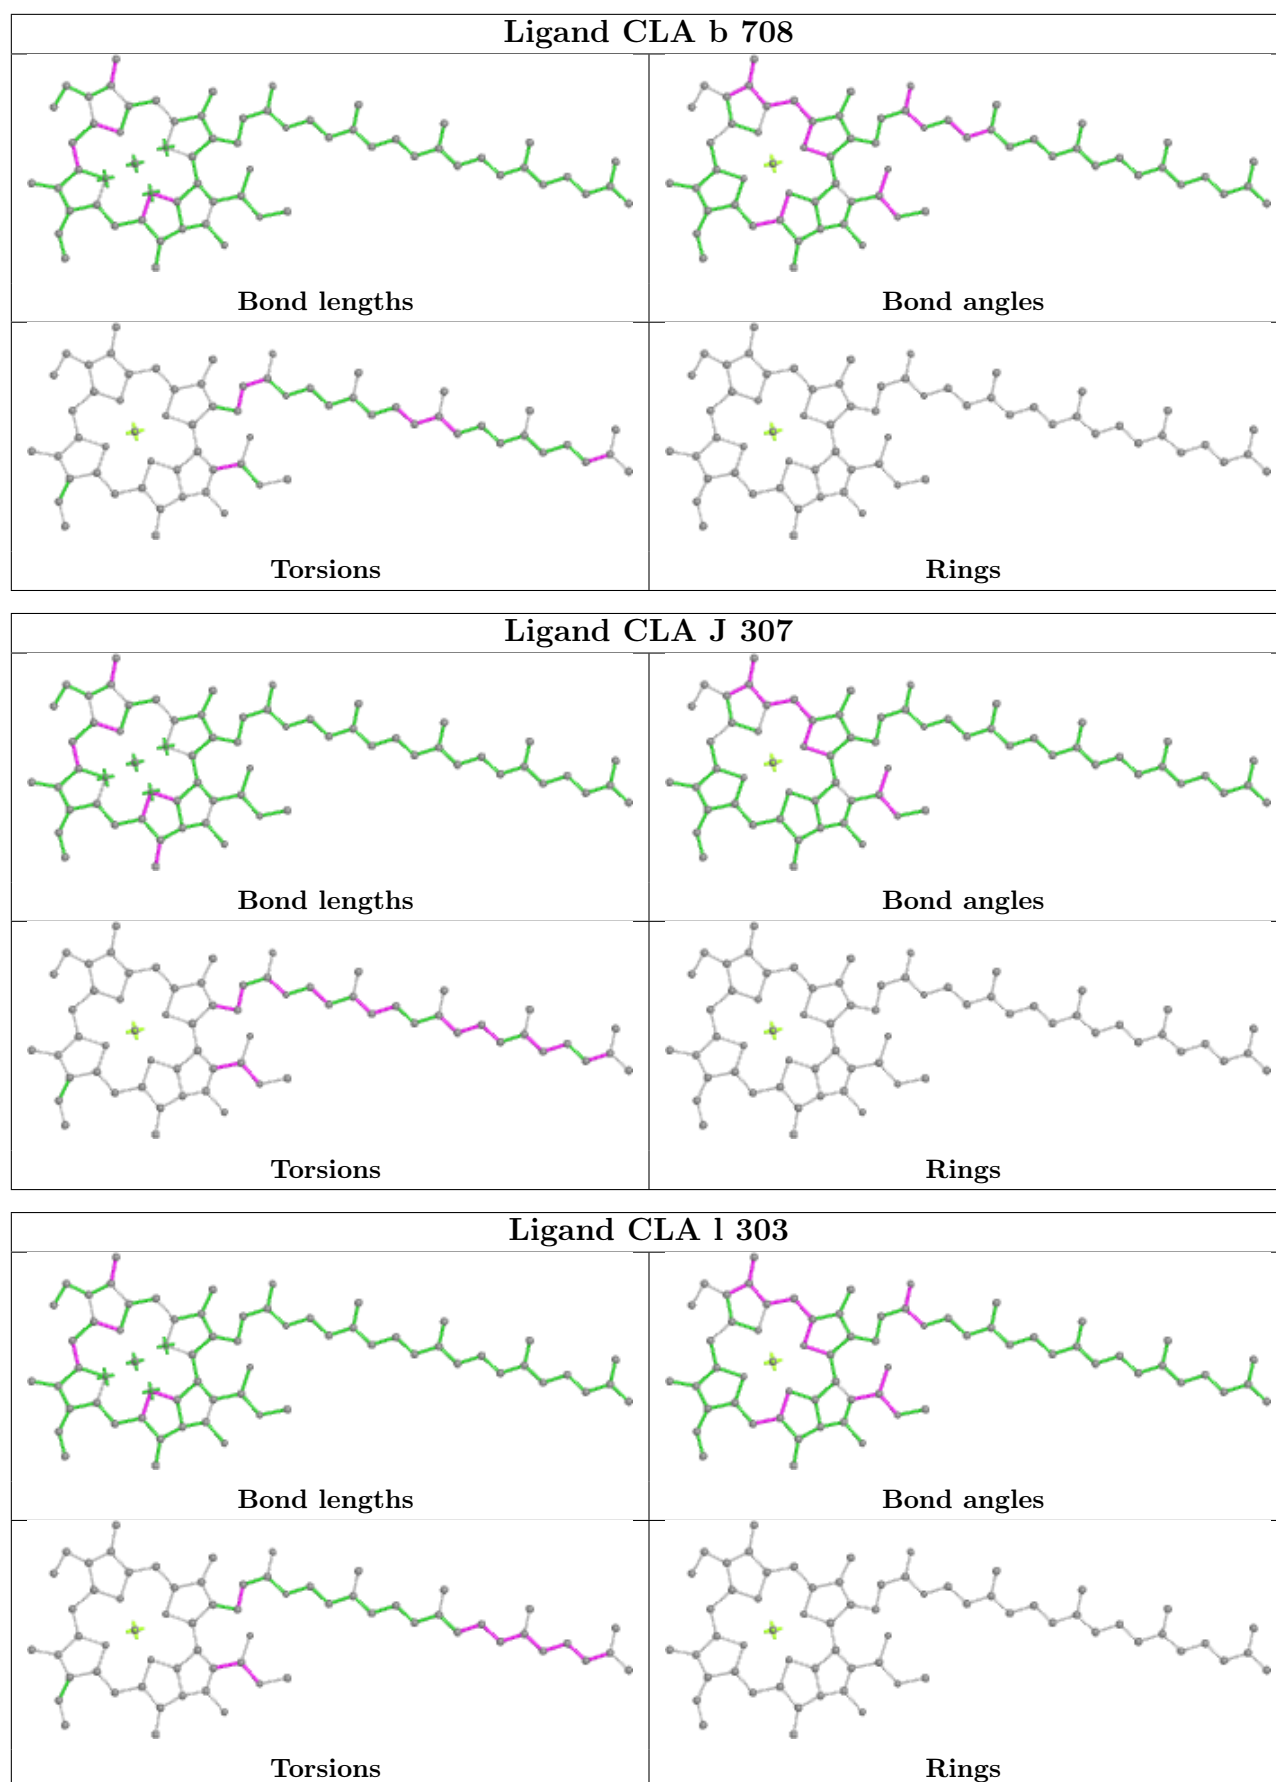 Ligand CLA b 708
Bond lengths
Bond angles
Torsions
Rings
Ligand CLA J 307
Bond lengths
Bond angles
Torsions
Rings
Ligand CLA l 303
Bond lengths
Bond angles
Torsions
Rings